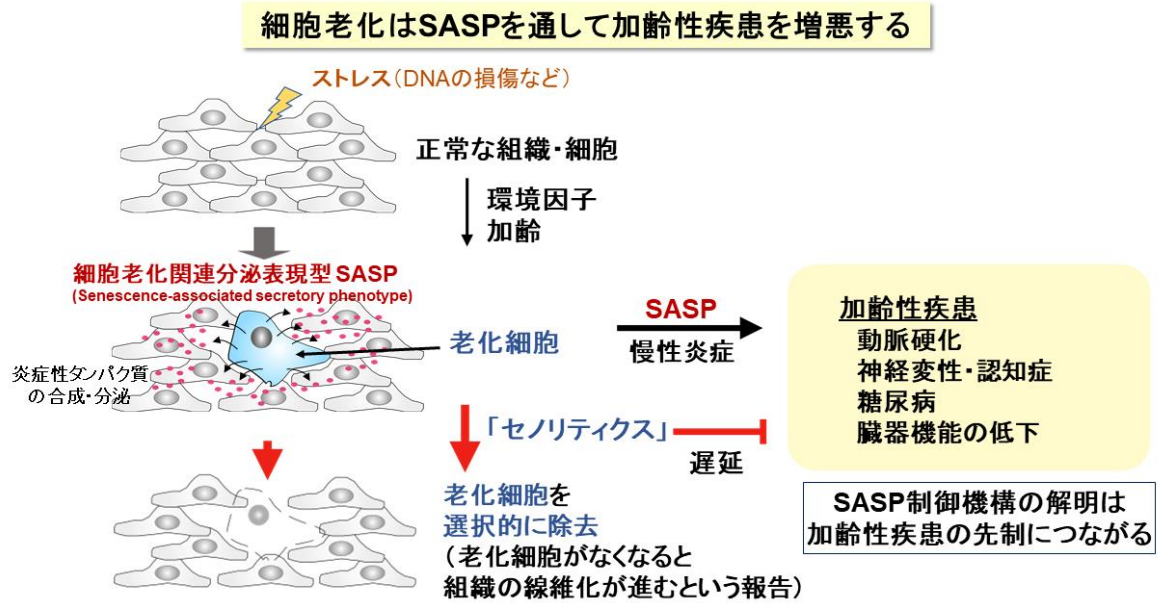 細胞老化はSASPを通して加齢性疾患を増悪する
ストレス（DNAの損傷など）
正常な組織・細胞
環境因子
加齢
細胞老化関連分泌表現型SASP
(Senescence-associated secretory phenotype)
炎症性タンパク質
の合成・分泌
老化細胞
SASP
慢性炎症
加齢性疾患
動脈硬化
神経変性・認知症
糖尿病
臓器機能の低下
「セノリティクス」
遅延
老化細胞を
選択的に除去
（老化細胞がなくなると
組織の線維化が進むという報告）
SASP制御機構の解明は
加齢性疾患の先制につながる